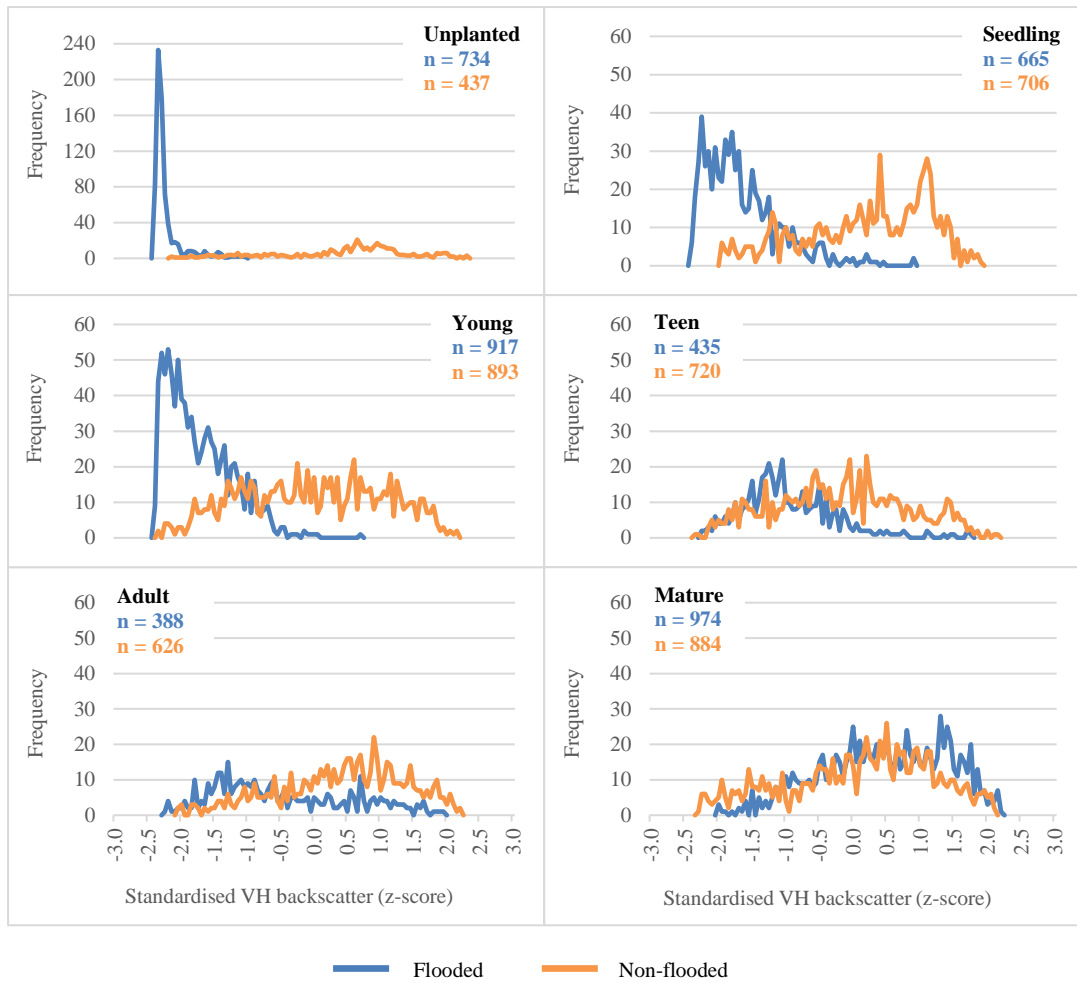 Unplanted
n = 734
n = 437
240
200
160
120
80
40
0
Frequency
Seedling
n = 665
n = 706
60
50
40
30
20
10
0
Frequency
Young
n = 917
n = 893
60
50
40
30
20
10
0
Frequency
Teen
n = 435
n = 720
60
50
40
30
20
10
0
Frequency
Adult
n = 388
n = 626
60
50
40
30
20
10
0
Frequency
-3.0
-2.5
-2.0
-1.5
-1.0
-0.5
0.0
0.5
1.0
1.5
2.0
2.5
3.0
Standardised VH backscatter (z-score)
Mature
n = 974
n = 884
60
50
40
30
20
10
0
Frequency
-3.0
-2.5
-2.0
-1.5
-1.0
-0.5
0.0
0.5
1.0
1.5
2.0
2.5
3.0
Standardised VH backscatter (z-score)
Flooded
Non-flooded